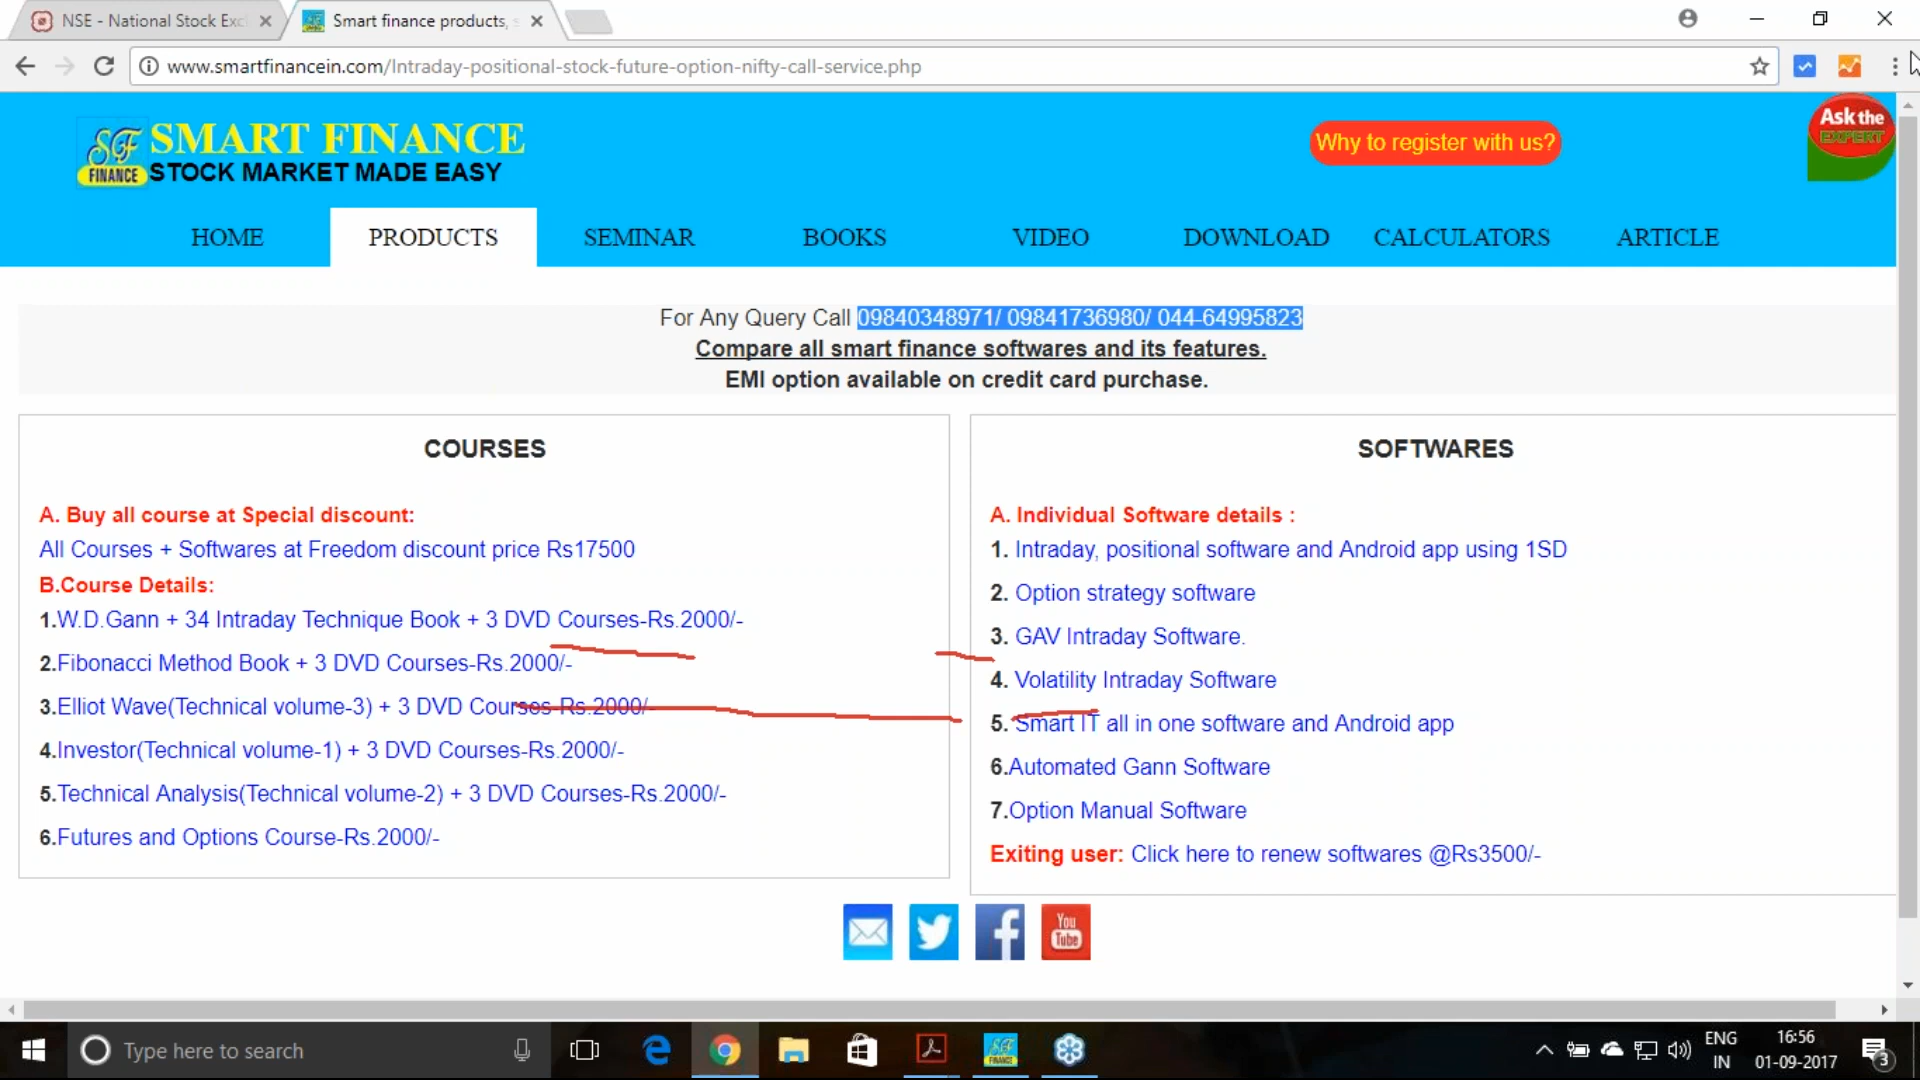 NSE - National Stock Exc
Smart finance products, s
www.smartfinancein.com/Intraday-positional-stock-future-option-nifty-call-service.php
SF FINANCE
SMART FINANCE
STOCK MARKET MADE EASY
Why to register with us?
Ask the
EXPERT
HOME PRODUCTS SEMINAR BOOKS VIDEO DOWNLOAD CALCULATORS ARTICLE
For Any Query Call 09840348971/ 09841736980/ 044-64995823
Compare all smart finance softwares and its features.
EMI option available on credit card purchase.
COURSES
A. Buy all course at Special discount:
All Courses + Softwares at Freedom discount price Rs17500
B.Course Details:
1.W.D.Gann + 34 Intraday Technique Book + 3 DVD Courses-Rs.2000/-
2.Fibonacci Method Book + 3 DVD Courses-Rs.2000/-
3.Elliot Wave(Technical volume-3) + 3 DVD Courses-Rs.2000/-
4.Investor(Technical volume-1) + 3 DVD Courses-Rs.2000/-
5.Technical Analysis(Technical volume-2) + 3 DVD Courses-Rs.2000/-
6.Futures and Options Course-Rs.2000/-
SOFTWARES
A. Individual Software details :
1. Intraday, positional software and Android app using 1SD
2. Option strategy software
3. GAV Intraday Software.
4. Volatility Intraday Software
5. Smart IT all in one software and Android app
6.Automated Gann Software
7.Option Manual Software
Exiting user: Click here to renew softwares @Rs3500/-
You
Tube
Type here to search
FINANCE
ENG
IN
16:56
01-09-2017
3